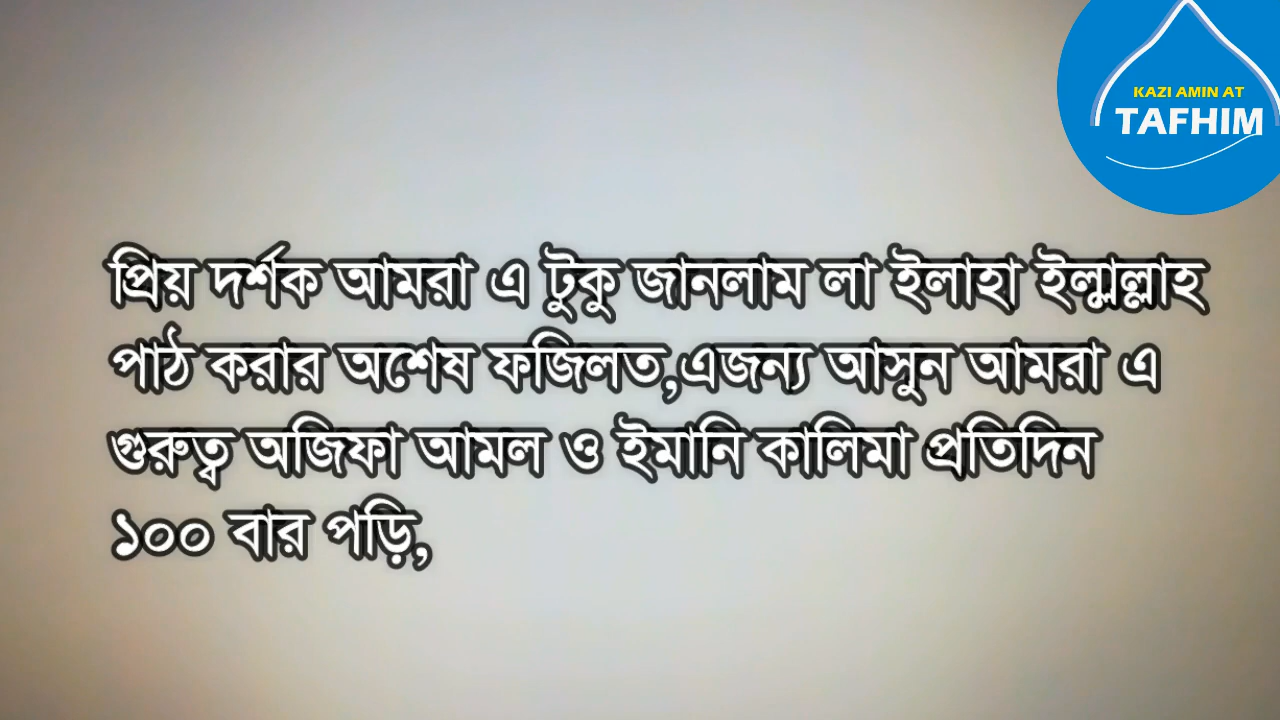 KAZI AMIN AT
TAFHIM
প্রিয় দর্শক আমরা এ টুকু জানলাম লা ইলাহা ইল্লাল্লাহ
পাঠ করার অশেষ ফজিলত,এজন্য আসুন আমরা এ
গুরুত্ব অজিফা আমল ও ইমানি কালিমা প্রতিদিন
১০০ বার পড়ি,